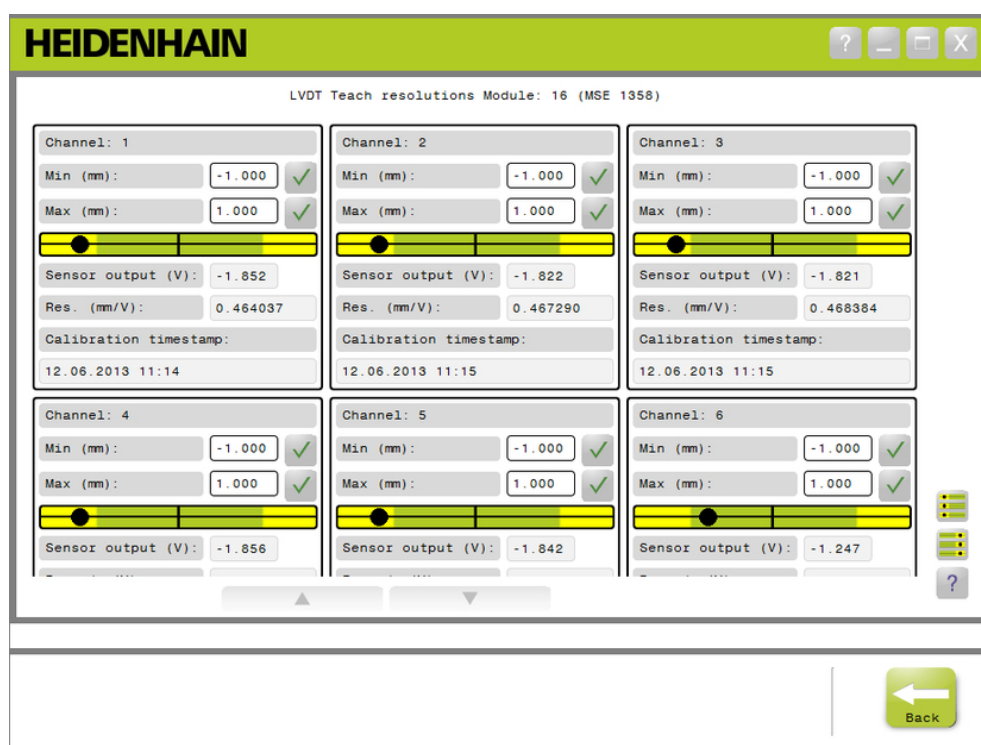 HEIDENHAIN
? _ X
LVDT Teach resolutions Module: 16 (MSE 1358)
Channel: 1
Min (mm): -1.000
Max (mm): 1.000
Sensor output (V): -1.852
Res. (mm/V): 0.464037
Calibration timestamp:
12.06.2013 11:14
Channel: 2
Min (mm): -1.000
Max (mm): 1.000
Sensor output (V): -1.822
Res. (mm/V): 0.467290
Calibration timestamp:
12.06.2013 11:15
Channel: 3
Min (mm): -1.000
Max (mm): 1.000
Sensor output (V): -1.821
Res. (mm/V): 0.468384
Calibration timestamp:
12.06.2013 11:15
Channel: 4
Min (mm): -1.000
Max (mm): 1.000
Sensor output (V): -1.856
Channel: 5
Min (mm): -1.000
Max (mm): 1.000
Sensor output (V): -1.842
Channel: 6
Min (mm): -1.000
Max (mm): 1.000
Sensor output (V): -1.247
?
Back